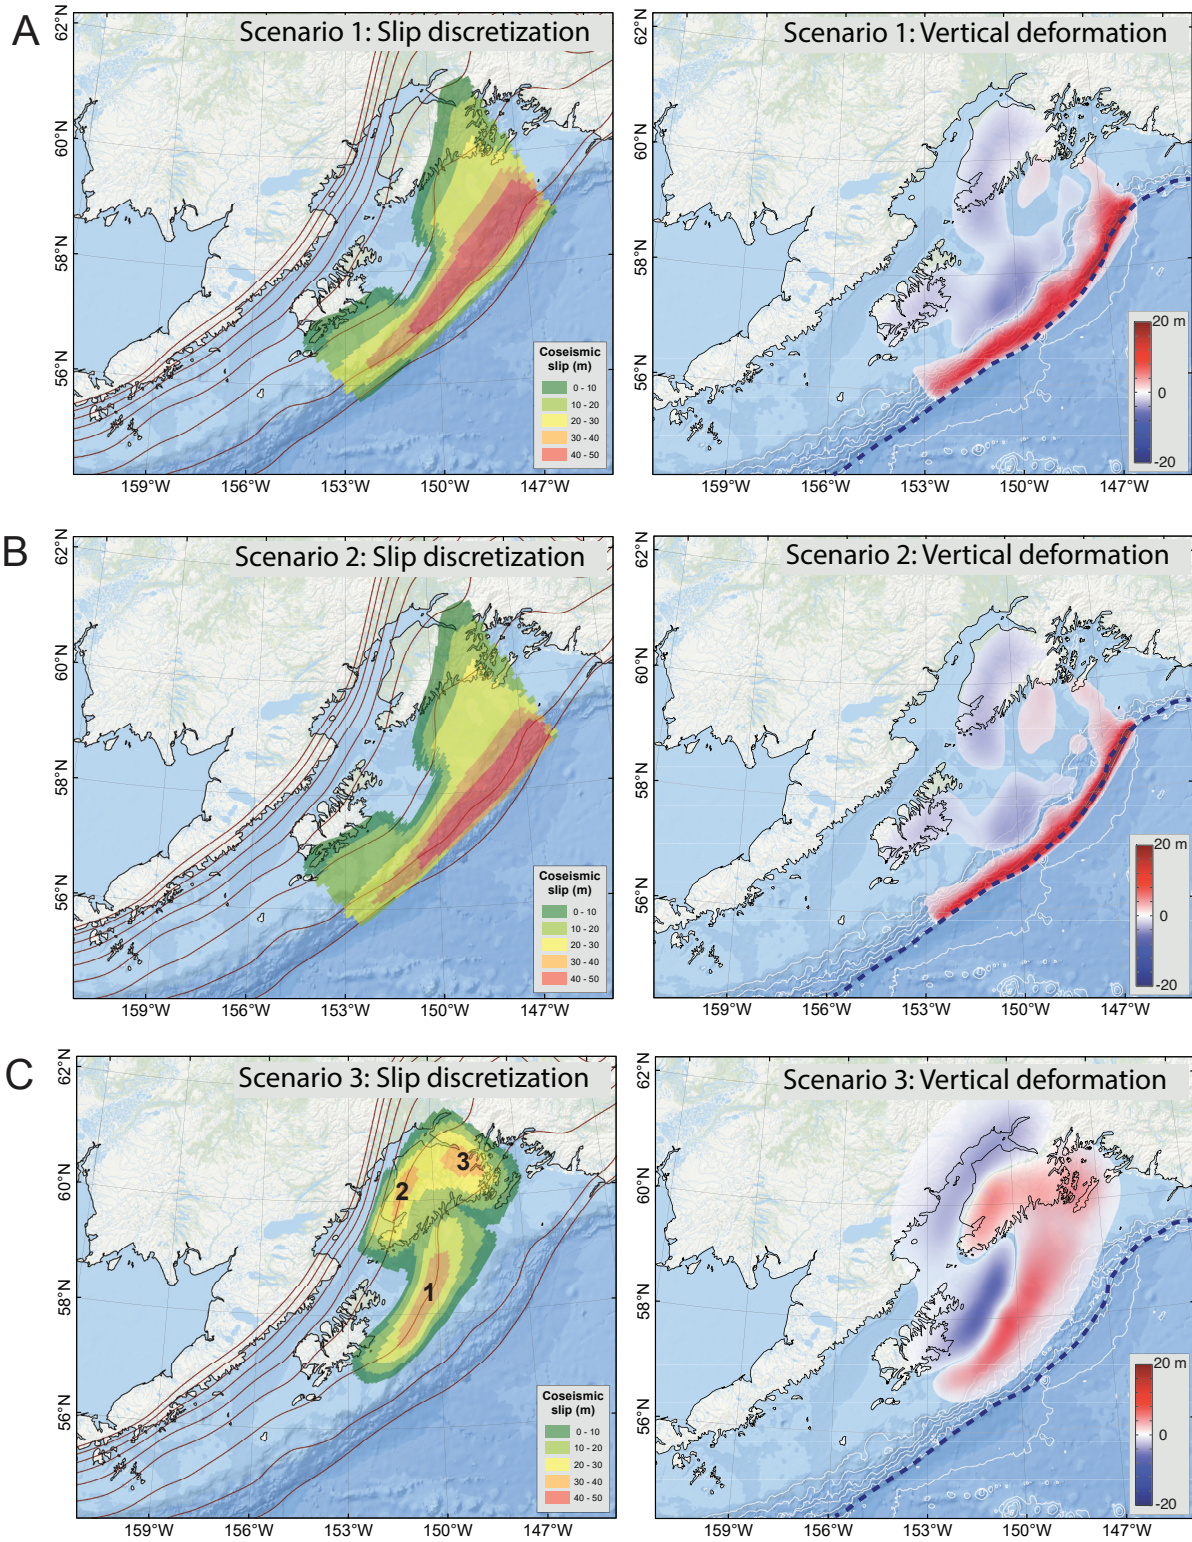 A
Scenario 1: Slip discretization
62°N
60°N
58°N
56°N
159°W
156°W
153°W
150°W
147°W
Coseismic
slip (m)
0 - 10
10 - 20
20 - 30
30 - 40
40 - 50
Scenario 1: Vertical deformation
62°N
60°N
58°N
56°N
159°W
156°W
153°W
150°W
147°W
20 m
0
-20
B
Scenario 2: Slip discretization
62°N
60°N
58°N
56°N
159°W
156°W
153°W
150°W
147°W
Coseismic
slip (m)
0 - 10
10 - 20
20 - 30
30 - 40
40 - 50
Scenario 2: Vertical deformation
62°N
60°N
58°N
56°N
159°W
156°W
153°W
150°W
147°W
20 m
0
-20
C
Scenario 3: Slip discretization
62°N
60°N
58°N
56°N
3
2
1
159°W
156°W
153°W
150°W
147°W
Coseismic
slip (m)
0 - 10
10 - 20
20 - 30
30 - 40
40 - 50
Scenario 3: Vertical deformation
62°N
60°N
58°N
56°N
159°W
156°W
153°W
150°W
147°W
20 m
0
-20